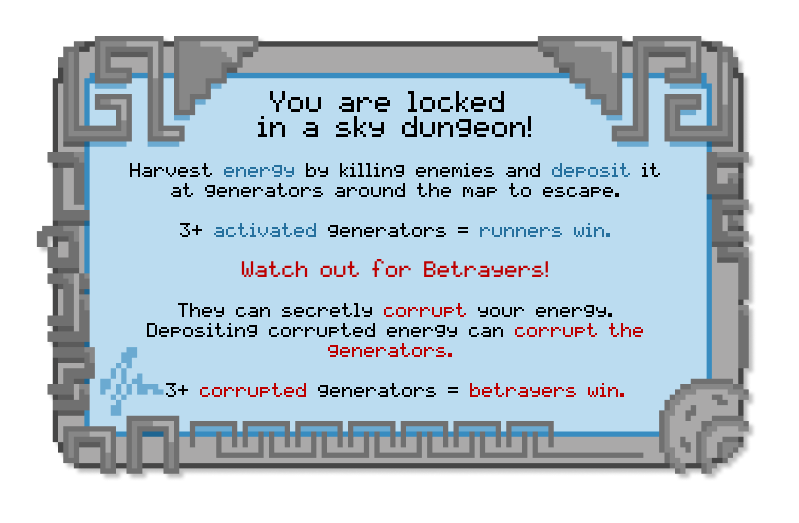 You are locked
in a sky dungeon!
Harvest energy by killing enemies and deposit it
at generators around the map to escape.
3+ activated generators = runners win.
Watch out for Betrayers!
They can secretly corrupt your energy.
Depositing corrupted energy can corrupt the
generators.
3+ corrupted generators = betrayers win.